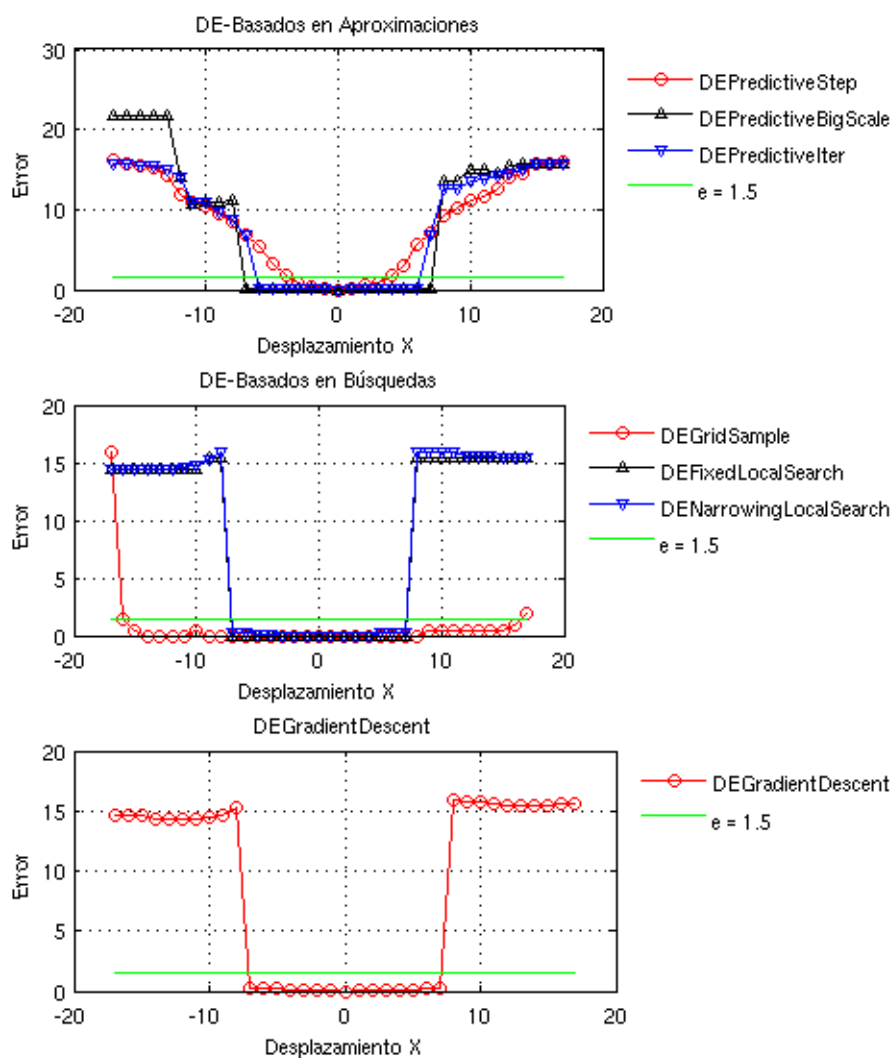 DE-Basados en Aproximaciones
30
20
10
0
Error
-20
-10
0
10
20
Desplazamiento X
DEPredictiveStep
DEPredictiveBigScale
DEPredictiveIter
e = 1.5
DE-Basados en Búsquedas
20
15
10
5
0
Error
-20
-10
0
10
20
Desplazamiento X
DEGridSample
DEFixedLocalSearch
DENarrowingLocalSearch
e = 1.5
DEGradientDescent
20
15
10
5
0
Error
-20
-10
0
10
20
Desplazamiento X
DEGradientDescent
e = 1.5